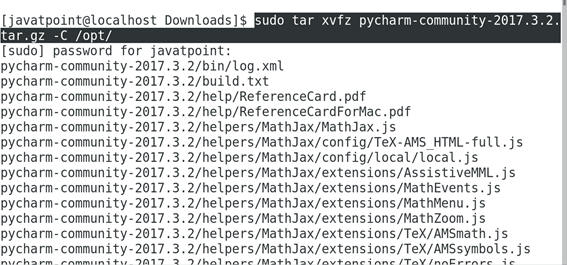 [javatpoint@localhost Downloads]$ sudo tar xvfz pycharm-community-2017.3.2.
tar.gz -C /opt/
[sudo] password for javatpoint:
pycharm-community-2017.3.2/bin/log.xml
pycharm-community-2017.3.2/build.txt
pycharm-community-2017.3.2/help/ReferenceCard.pdf
pycharm-community-2017.3.2/help/ReferenceCardForMac.pdf
pycharm-community-2017.3.2/helpers/MathJax/MathJax.js
pycharm-community-2017.3.2/helpers/MathJax/config/TeX-AMS_HTML-full.js
pycharm-community-2017.3.2/helpers/MathJax/config/local/local.js
pycharm-community-2017.3.2/helpers/MathJax/extensions/AssistiveMML.js
pycharm-community-2017.3.2/helpers/MathJax/extensions/MathEvents.js
pycharm-community-2017.3.2/helpers/MathJax/extensions/MathMenu.js
pycharm-community-2017.3.2/helpers/MathJax/extensions/MathZoom.js
pycharm-community-2017.3.2/helpers/MathJax/extensions/TeX/AMSmath.js
pycharm-community-2017.3.2/helpers/MathJax/extensions/TeX/AMSsymbols.js
pycharm-community-2017.3.2/helpers/MathJax/extensions/TeX/noErrors.js